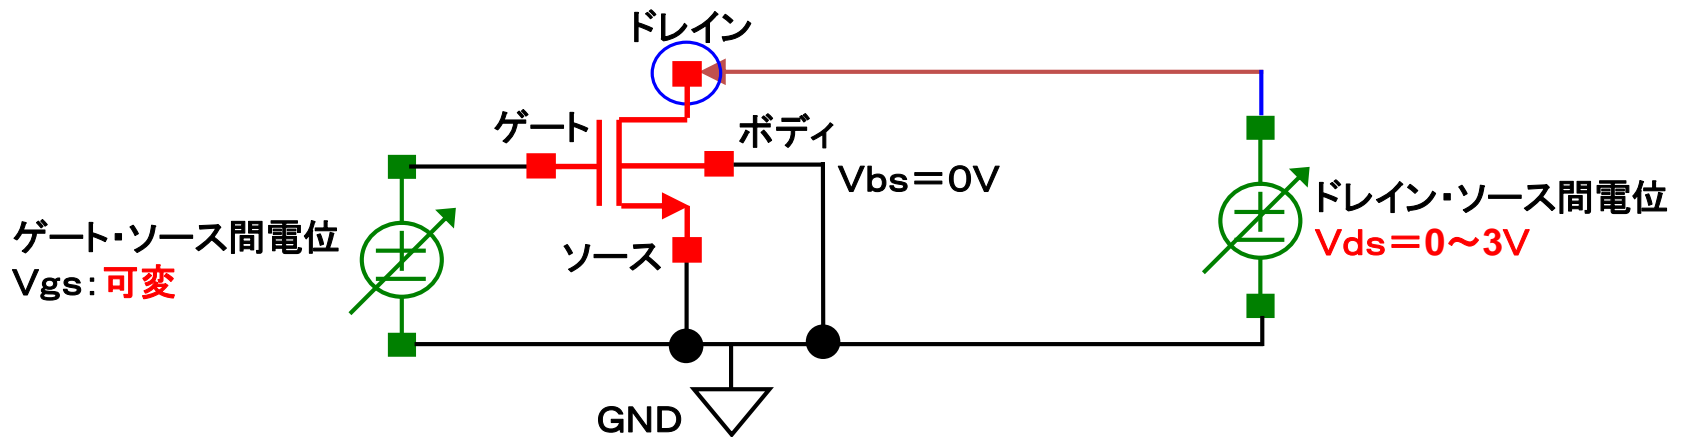 ドレイン
ゲート
ボディ
Vbs=0V
ゲート・ソース間電位
Vgs:可変
ソース
ドレイン・ソース間電位
Vds=0~3V
GND